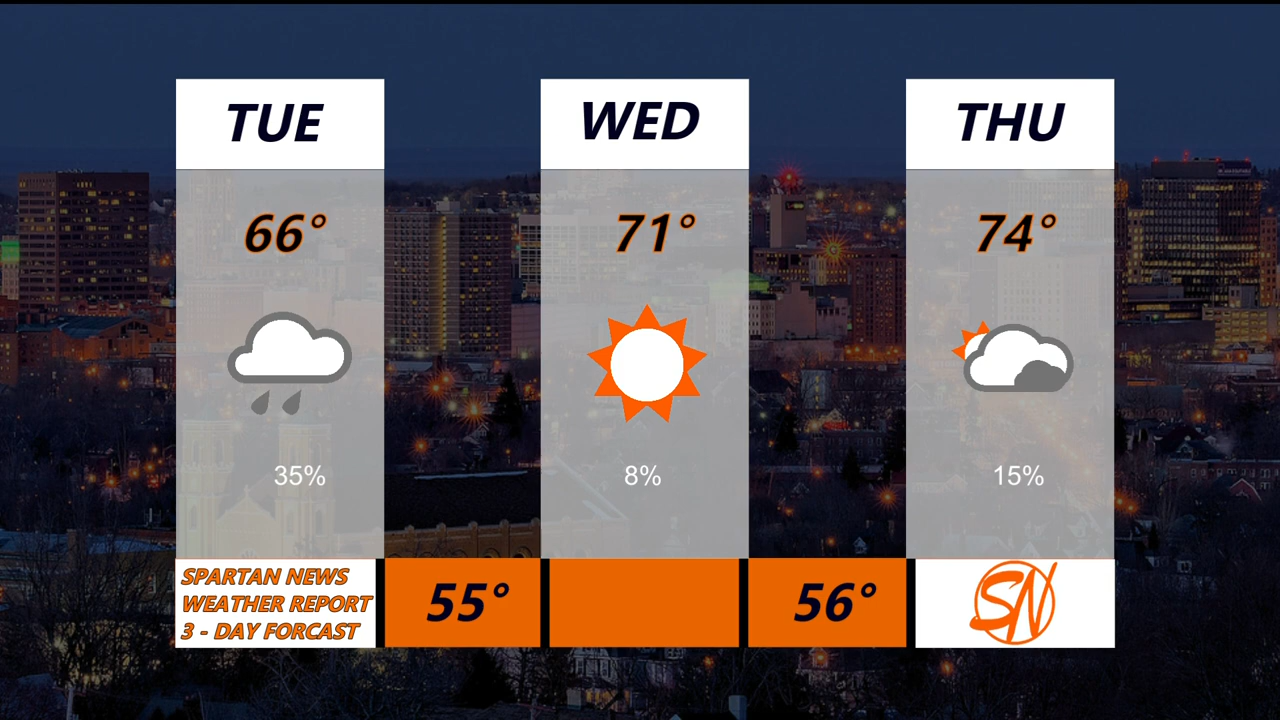 TUE
66°
35%
WED
71°
8%
THU
74°
15%
SPARTAN NEWS
WEATHER REPORT
3 - DAY FORCAST
55°
56°
SN